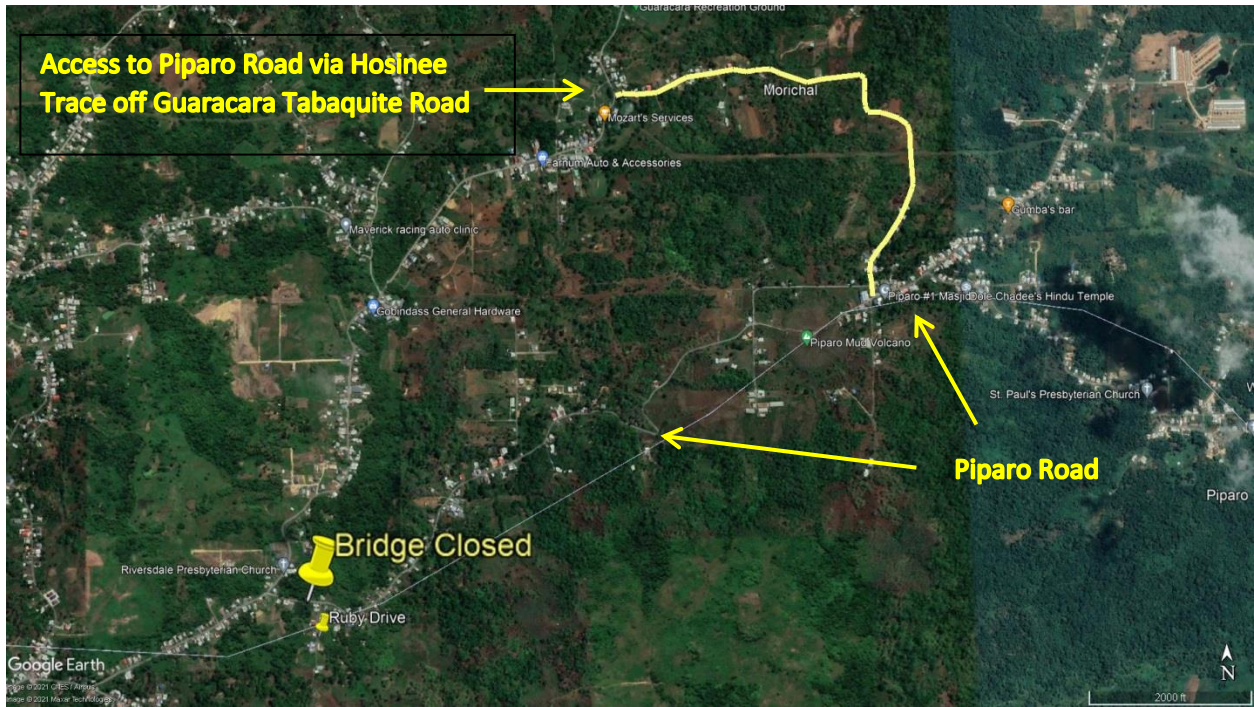 Guaracara Recreation Ground
Access to Piparo Road via Hosinee
Trace off Guaracara Tabaquite Road
Morichal
Mozart's Services
Farnum Auto & Accessories
Gumba's bar
Maverick racing auto clinic
Piparo #1 Masjid
Dole Chadee's Hindu Temple
Gobindass General Hardware
Piparo Mud Volcano
St. Paul's Presbyterian Church
Piparo Road
Piparo
Bridge Closed
Riversdale Presbyterian Church
Ruby Drive
Google Earth
Image © 2021 CNES / Airbus
Image © 2021 Maxar Technologies
N
2000 ft